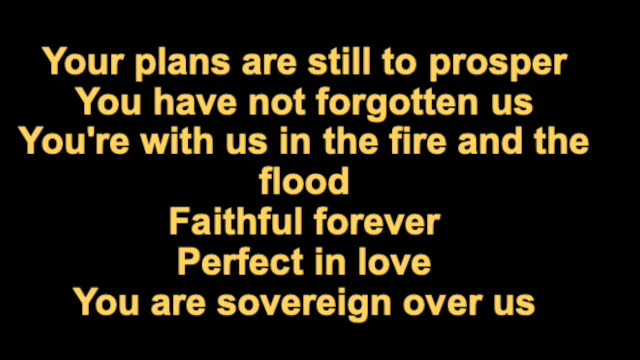 Your plans are still to prosper
You have not forgotten us
You're with us in the fire and the
flood
Faithful forever
Perfect in love
You are sovereign over us